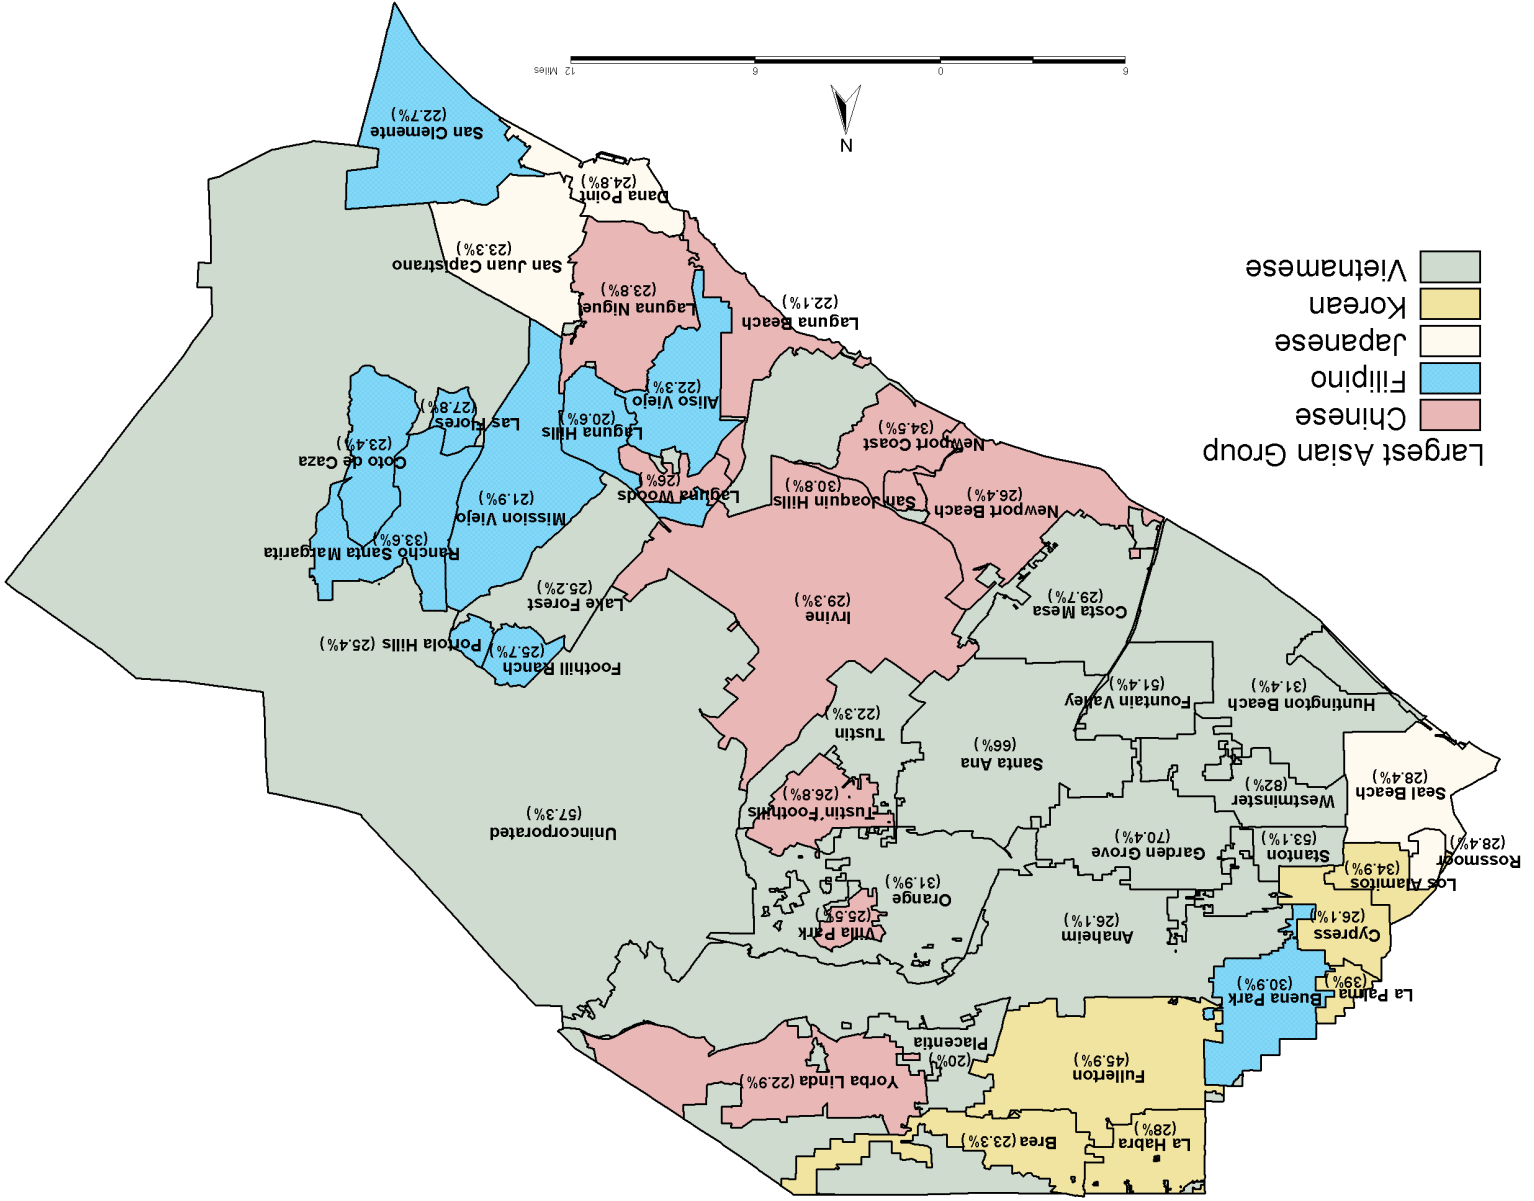 La Habra
(28%)
Brea (23.3%)
Fullerton
(45.9%)
Yorba Linda (22.9%)
Placentia
(20%)
La Palma
(39%)
Buena Park
(30.9%)
Cypress
(26.1%)
Anaheim
(26.1%)
Villa Park
(25.5%)
Orange
(31.9%)
Los Alamitos
(34.9%)
Rossmoor
(28.4%)
Stanton
(53.1%)
Garden Grove
(70.4%)
Unincorporated
(57.3%)
Tustin Foothills
(26.8%)
Seal Beach
(28.4%)
Westminster
(82%)
Santa Ana
(66%)
Tustin
(22.3%)
Huntington Beach
(31.4%)
Fountain Valley
(51.4%)
Foothill Ranch
(25.7%)
Portola Hills (25.4%)
Irvine
(29.3%)
Costa Mesa
(29.7%)
Lake Forest
(25.2%)
Rancho Santa Margarita
(33.6%)
Mission Viejo
(21.9%)
Newport Beach
(26.4%)
San Joaquin Hills
(30.8%)
Laguna Woods
(26%)
Coto de Caza
(23.4%)
Newport Coast
(34.5%)
Laguna Hills
(20.6%)
Las Flores
(27.8%)
Aliso Viejo
(22.3%)
Laguna Beach
(22.1%)
Laguna Niguel
(23.8%)
San Juan Capistrano
(23.3%)
Dana Point
(24.8%)
San Clemente
(22.7%)
Largest Asian Group
Chinese
Filipino
Japanese
Korean
Vietnamese
N
6 0 6 12 Miles